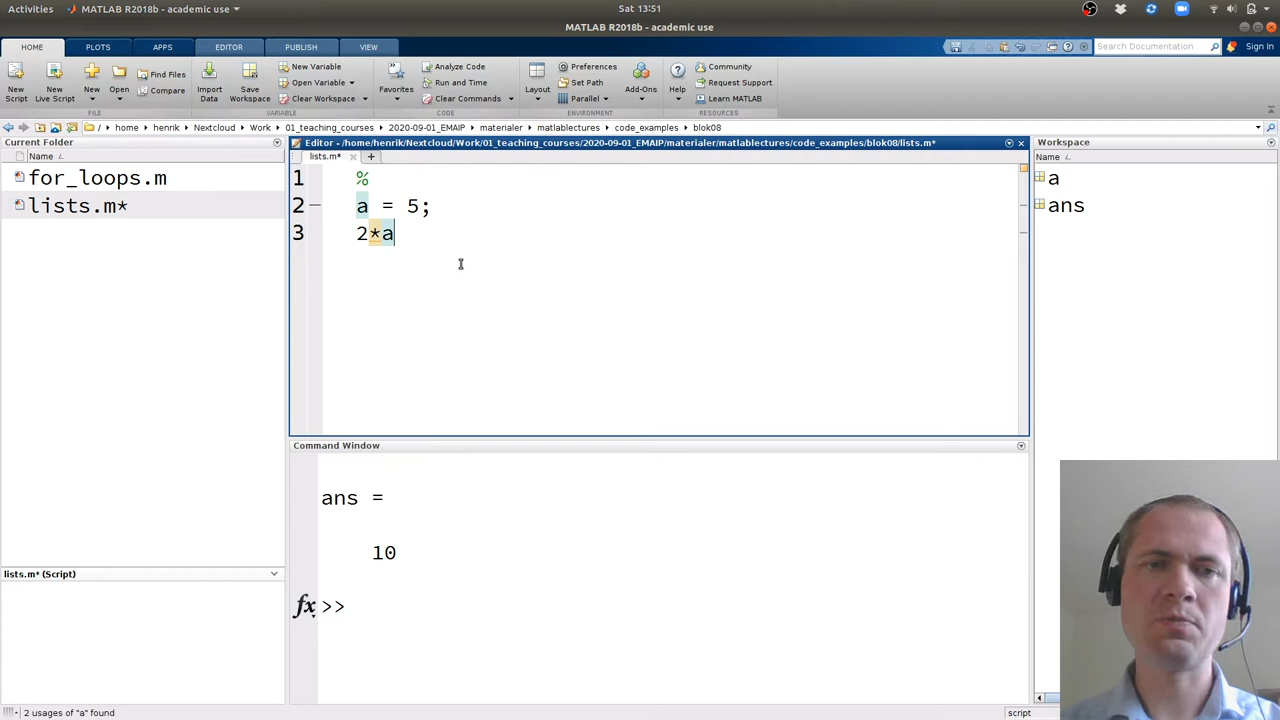 Activities MATLAB R2018b - academic use Sat 13:51
MATLAB R2018b - academic use
HOME PLOTS APPS EDITOR PUBLISH VIEW Search Documentation Sign In
New Script New Live Script New Open Find Files Compare Import Data Save Workspace New Variable Open Variable Clear Workspace Favorites Analyze Code Run and Time Clear Commands Layout Preferences Set Path Parallel Add-Ons Help Community Request Support Learn MATLAB
FILE VARIABLE CODE ENVIRONMENT RESOURCES
/ home henrik Nextcloud Work 01_teaching_courses 2020-09-01_EMAIP materialer matlablectures code_examples blok08
Current Folder
Name
for_loops.m
lists.m*
lists.m* (Script)
Editor - /home/henrik/Nextcloud/Work/01_teaching_courses/2020-09-01_EMAIP/materialer/matlablectures/code_examples/blok08/lists.m*
lists.m* +
1 %
2 a = 5;
3 2*a
Command Window
ans =
10
fx >>
Workspace
Name
a
ans
2 usages of "a" found
script